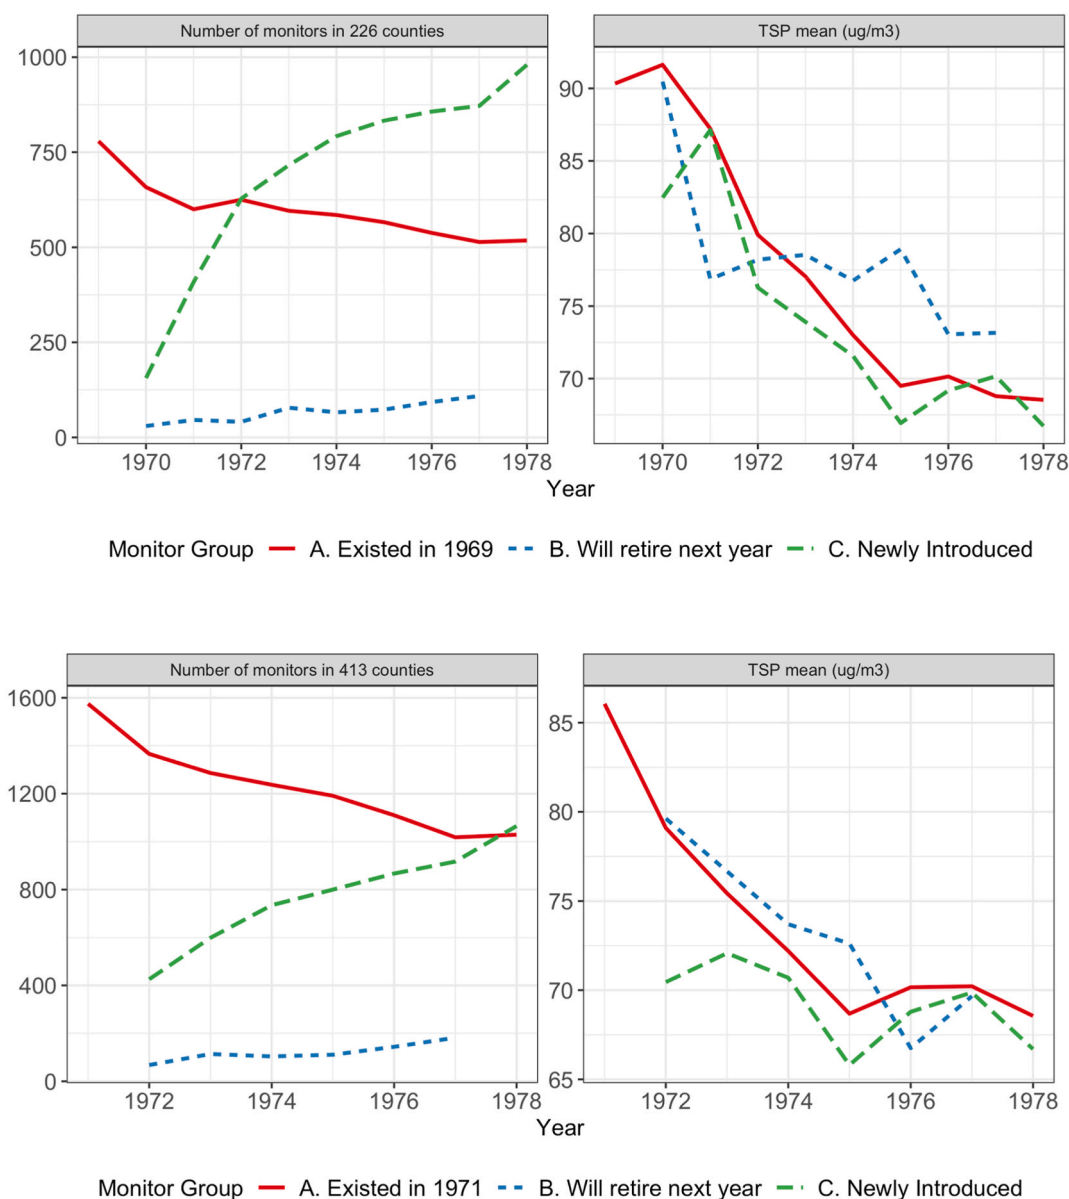 Number of monitors in 226 counties
TSP mean (ug/m3)
1000
750
500
250
0
1970 1972 1974 1976 1978
90
85
80
75
70
1970 1972 1974 1976 1978
Year
Monitor Group A. Existed in 1969 B. Will retire next year C. Newly Introduced
Number of monitors in 413 counties
TSP mean (ug/m3)
1600
1200
800
400
0
1972 1974 1976 1978
85
80
75
70
65
1972 1974 1976 1978
Year
Monitor Group A. Existed in 1971 B. Will retire next year C. Newly Introduced